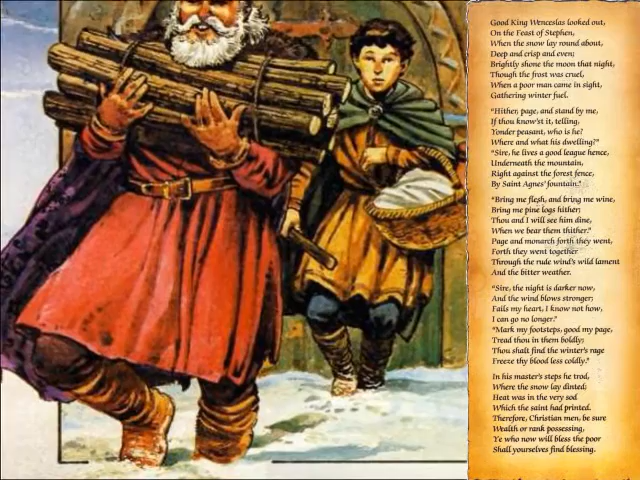 Good King Wenceslas looked out,
On the Feast of Stephen,
When the snow lay round about,
Deep and crisp and even;
Brightly shone the moon that night,
Though the frost was cruel,
When a poor man came in sight,
Gathering winter fuel.
"Hither, page, and stand by me,
If thou know'st it, telling,
Yonder peasant, who is he?
Where and what his dwelling?"
"Sire, he lives a good league hence,
Underneath the mountain,
Right against the forest fence,
By Saint Agnes' fountain."
"Bring me flesh, and bring me wine,
Bring me pine logs hither:
Thou and I will see him dine,
When we bear them thither."
Page and monarch forth they went,
Forth they went together
Through the rude wind's wild lament
And the bitter weather.
"Sire, the night is darker now,
And the wind blows stronger;
Fails my heart, I know not how,
I can go no longer."
"Mark my footsteps, good my page,
Tread thou in them boldly:
Thou shalt find the winter's rage
Freeze thy blood less coldly."
In his master's steps he trod,
Where the snow lay dinted;
Heat was in the very sod
Which the saint had printed.
Therefore, Christian men, be sure
Wealth or rank possessing,
Ye who now will bless the poor
Shall yourselves find blessing.